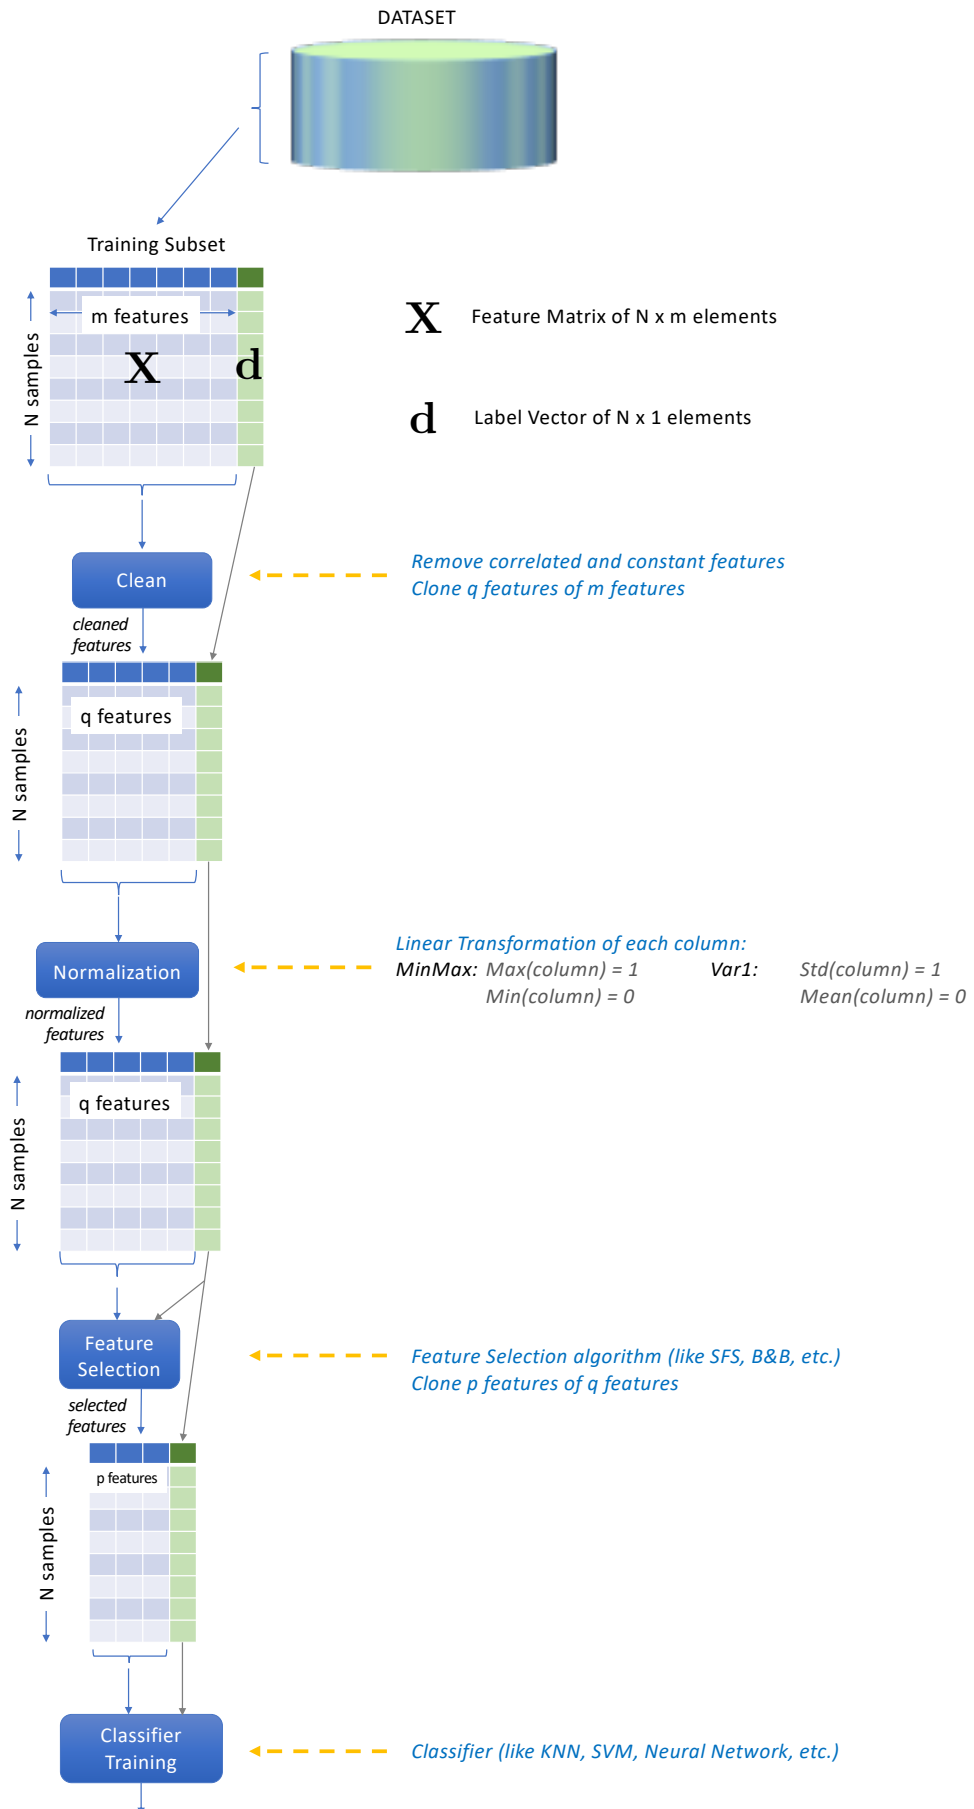 DATASET
Training Subset
m features
N samples
X
d
X Feature Matrix of N x m elements
d Label Vector of N x 1 elements
Clean
Remove correlated and constant features
Clone q features of m features
cleaned
features
q features
N samples
Normalization
Linear Transformation of each column:
MinMax: Max(column) = 1 Var1: Std(column) = 1
Min(column) = 0 Mean(column) = 0
normalized
features
q features
N samples
Feature
Selection
Feature Selection algorithm (like SFS, B&B, etc.)
Clone p features of q features
selected
features
p features
N samples
Classifier
Training
Classifier (like KNN, SVM, Neural Network, etc.)